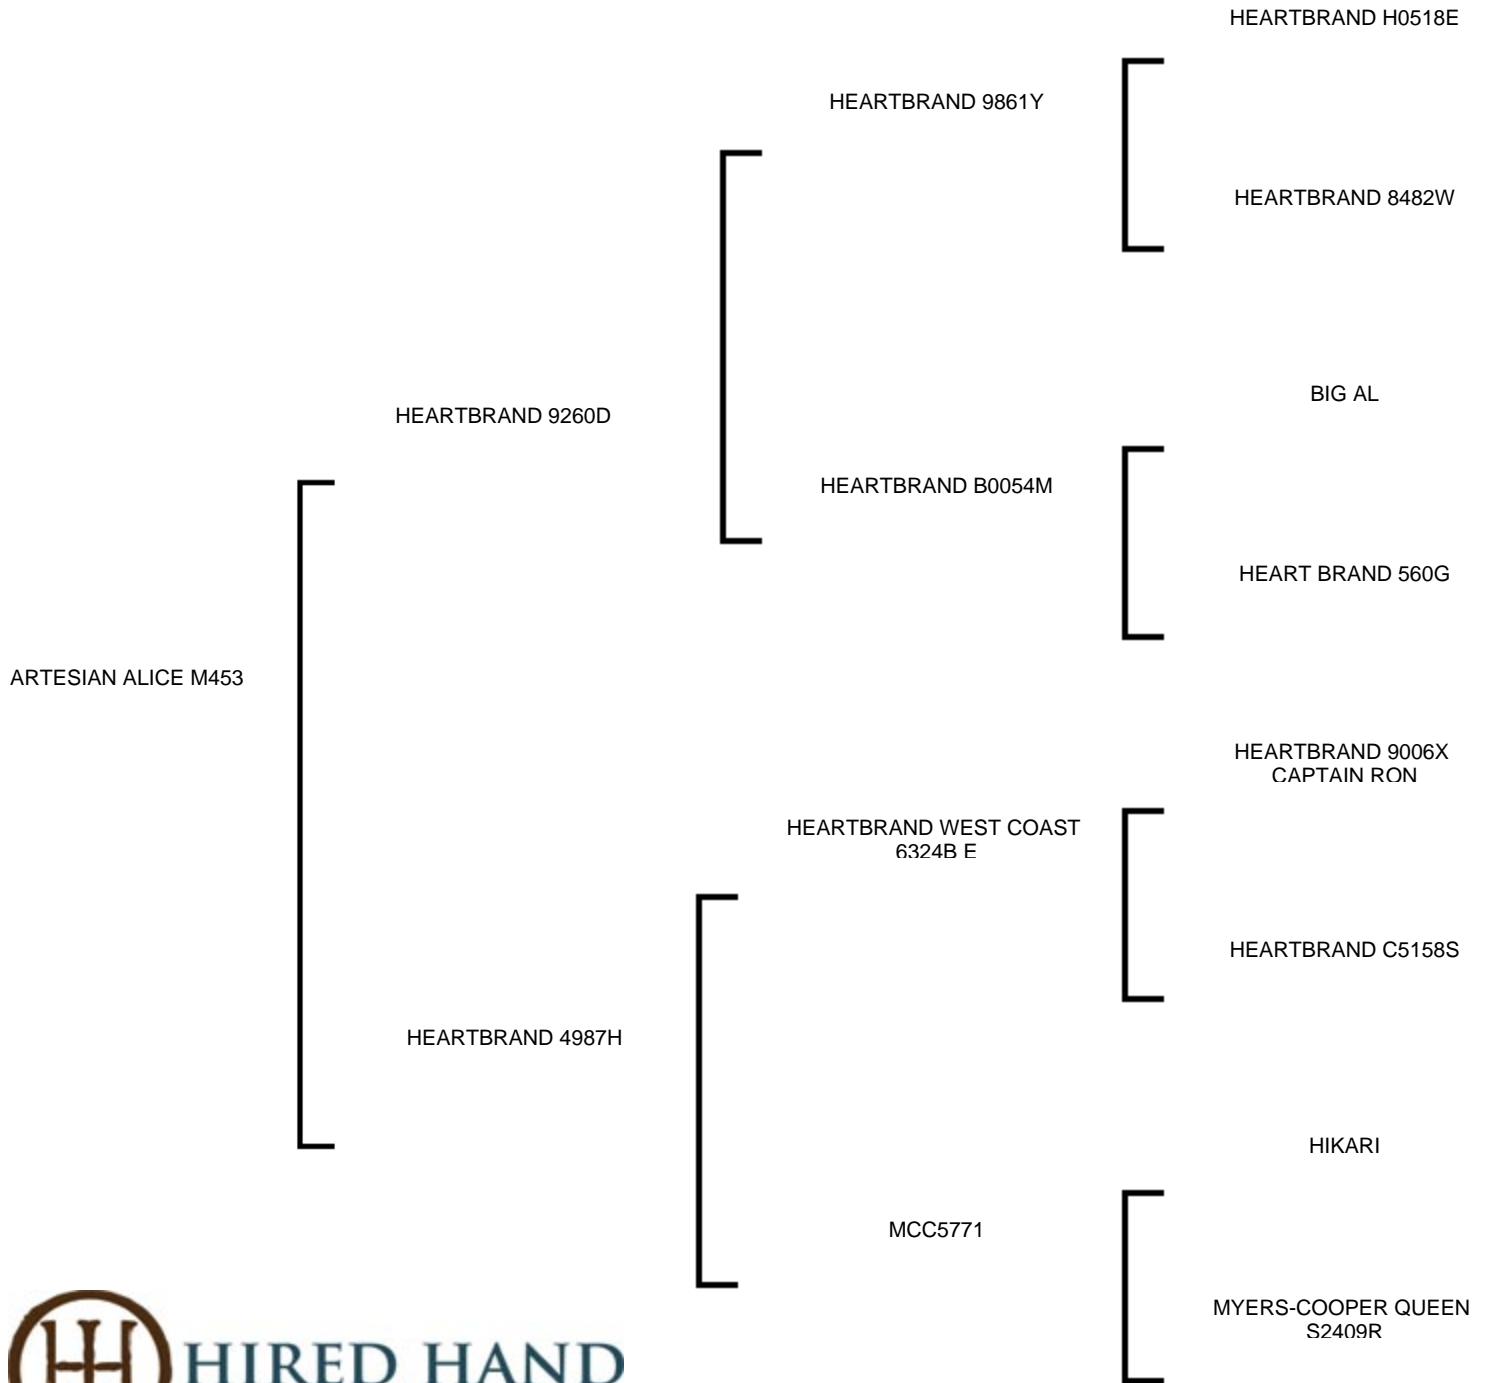 HEARTBRAND H0518E
HEARTBRAND 9861Y
HEARTBRAND 8482W
BIG AL
HEARTBRAND 9260D
HEARTBRAND B0054M
HEART BRAND 560G
ARTESIAN ALICE M453
HEARTBRAND 9006X
CAPTAIN RON
HEARTBRAND WEST COAST
6324B E
HEARTBRAND C5158S
HEARTBRAND 4987H
HIKARI
MCC5771
MYERS-COOPER QUEEN
S2409R
HIRED HAND